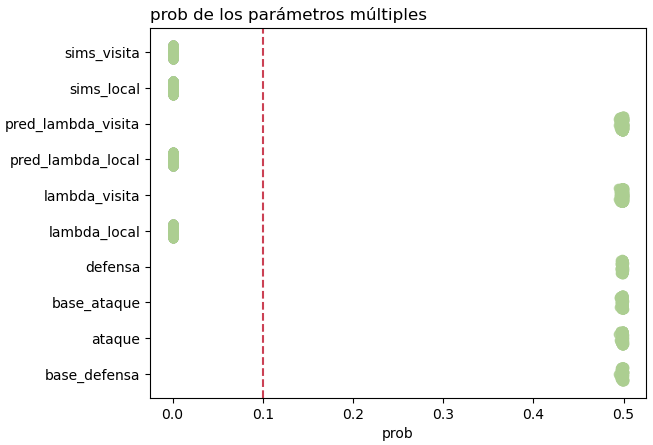 prob de los parámetros múltiples
sims_visita
sims_local
pred_lambda_visita
pred_lambda_local
lambda_visita
lambda_local
defensa
base_ataque
ataque
base_defensa
0.0 0.1 0.2 0.3 0.4 0.5
prob